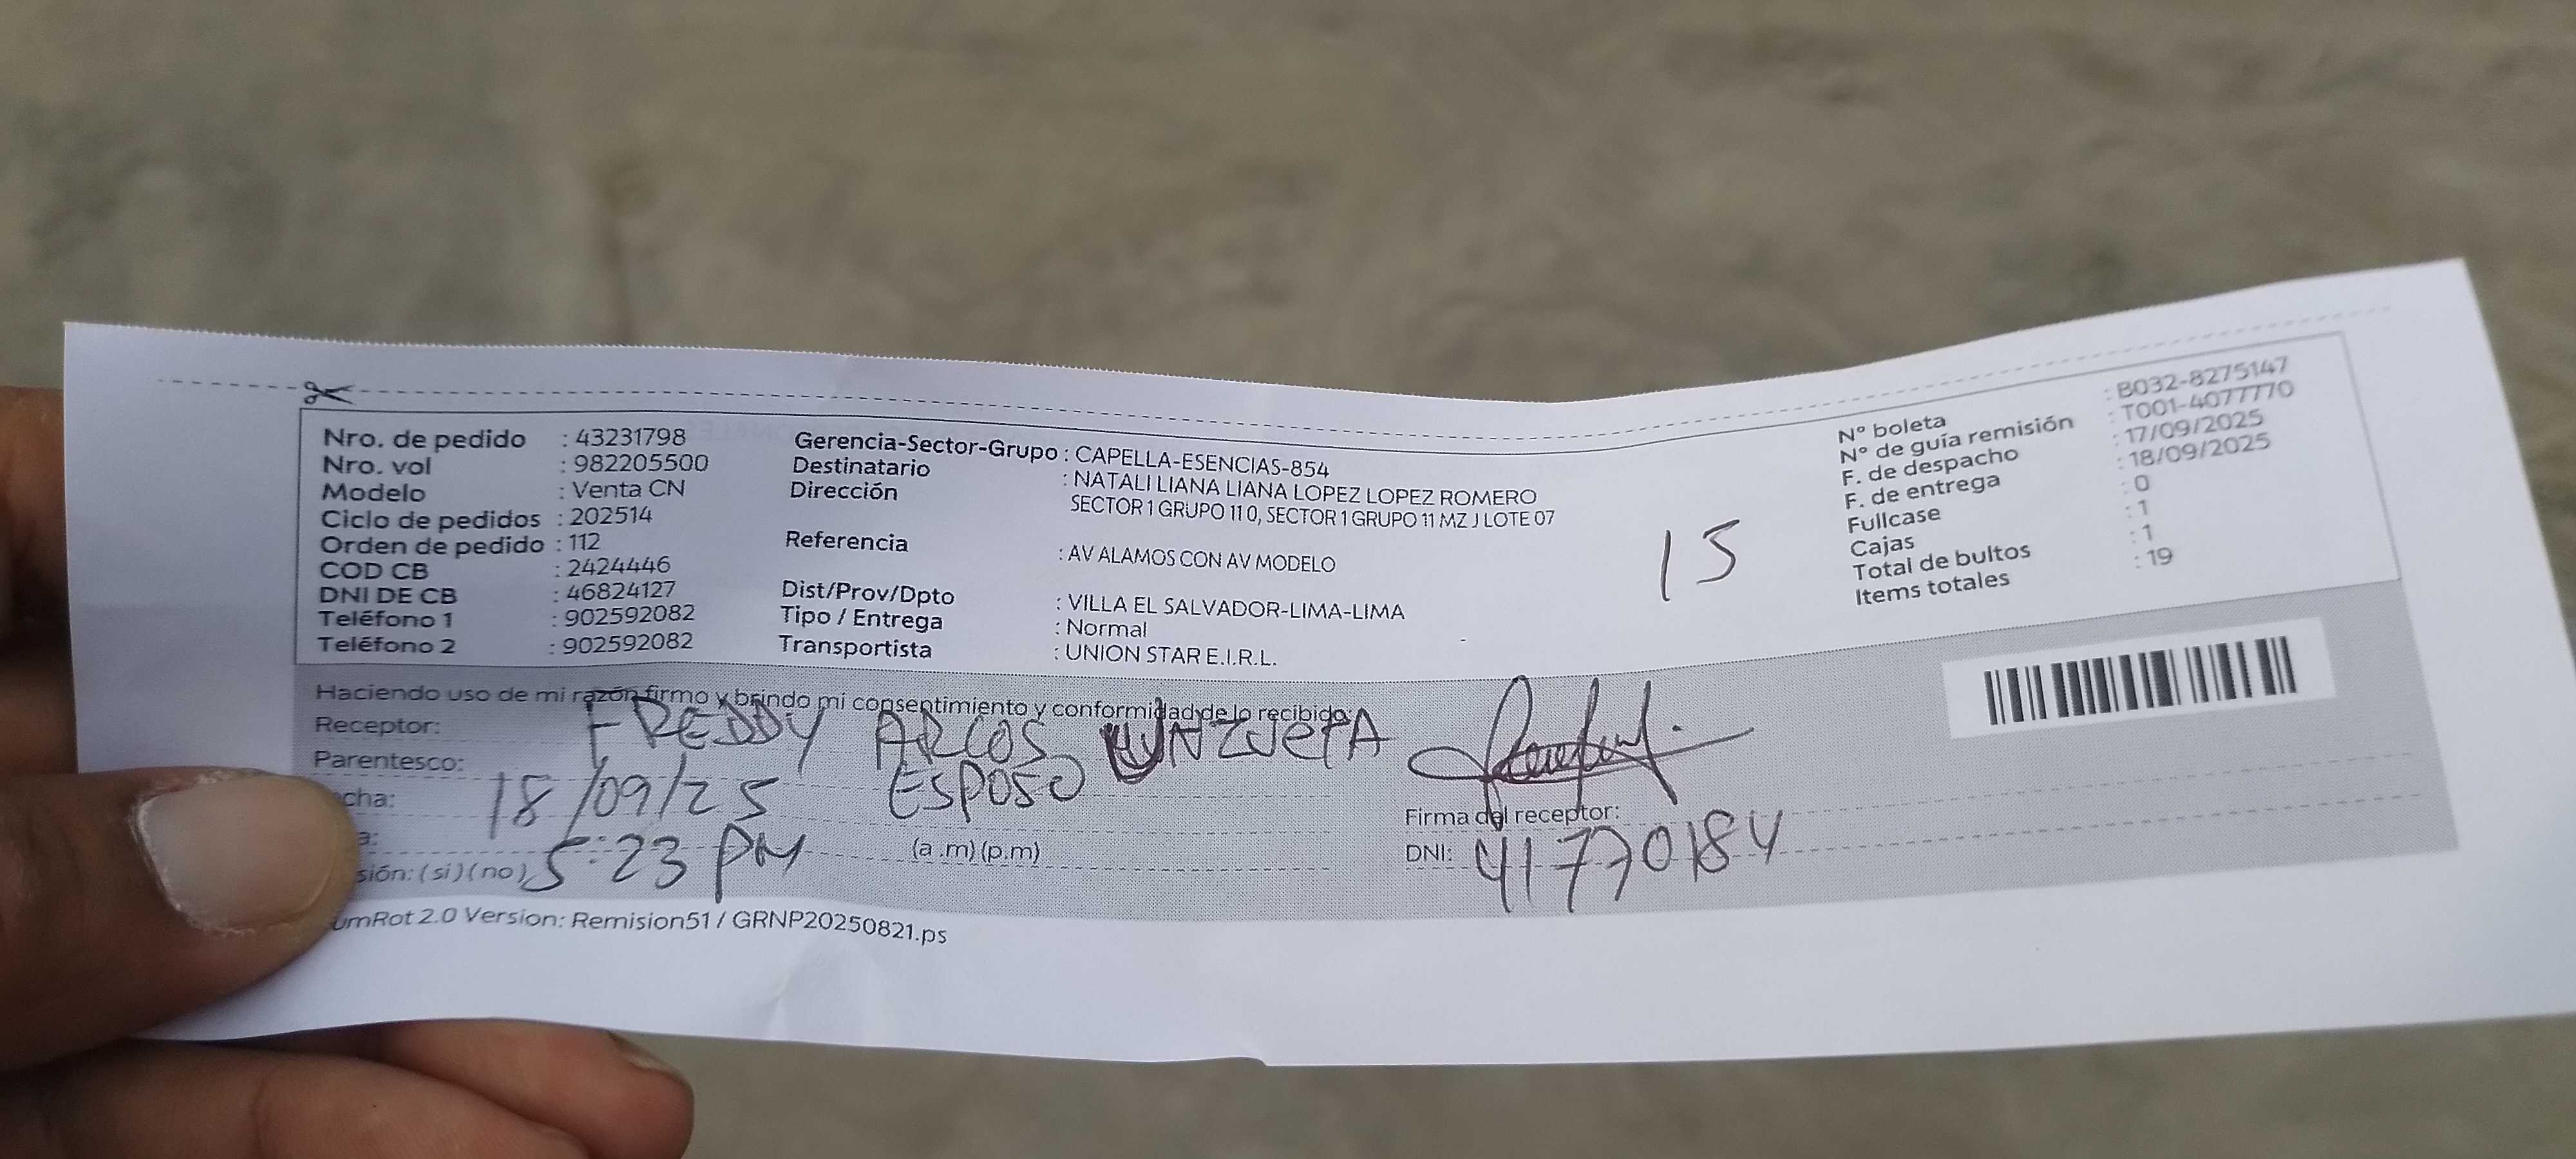 Nro. de pedido : 43231798
Nro. vol : 982205500
Modelo : Venta CN
Ciclo de pedidos : 202514
Orden de pedido : 112
COD CB : 2424446
DNI DE CB : 46824127
Teléfono 1 : 902592082
Teléfono 2 : 902592082
Gerencia-Sector-Grupo : CAPELLA-ESENCIAS-854
Destinatario : NATALI LIANA LIANA LOPEZ LOPEZ ROMERO
Dirección SECTOR 1 GRUPO 11 0, SECTOR 1 GRUPO 11 MZ J LOTE 07
Referencia : AV ALAMOS CON AV MODELO
Dist/Prov/Dpto : VILLA EL SALVADOR-LIMA-LIMA
Tipo / Entrega : Normal
Transportista : UNION STAR E.I.R.L.
15
N° boleta : B032-8275147
N° de guía remisión : T001-4077770
F. de despacho : 17/09/2025
F. de entrega : 18/09/2025
Fullcase : 0
Cajas : 1
Total de bultos : 1
Items totales : 19
Haciendo uso de mi razón firmo y brindo mi consentimiento y conformidad de lo recibido:
Receptor: FREDDY ARCOS UNZUETA
Parentesco: ESPOSO
cha: 18/09/25
a: 5:23 PM (a .m) (p.m)
sión: ( si ) ( no )
Firma del receptor:
DNI: 41770184
umRot 2.0 Version: Remision51 / GRNP20250821.ps